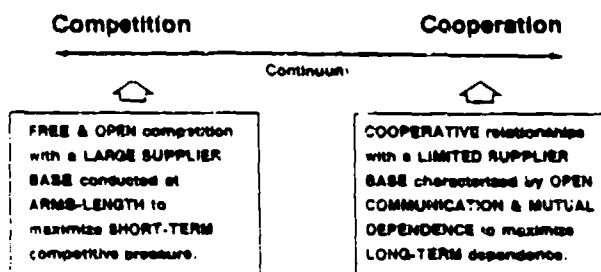 Competition Cooperation
Continuum
FREE & OPEN competition
with a LARGE SUPPLIER
BASE conducted at
ARMS-LENGTH to
maximize SHORT-TERM
competitive pressure.
COOPERATIVE relationships
with a LIMITED SUPPLIER
BASE characterized by OPEN
COMMUNICATION & MUTUAL
DEPENDENCE to maximize
LONG-TERM dependence.